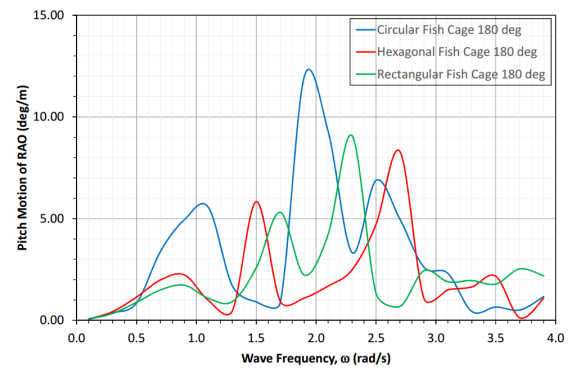 15.00
10.00
5.00
0.00
Pitch Motion of RAO (deg/m)
Circular Fish Cage 180 deg
Hexagonal Fish Cage 180 deg
Rectangular Fish Cage 180 deg
0.0 0.5 1.0 1.5 2.0 2.5 3.0 3.5 4.0
Wave Frequency, ω (rad/s)